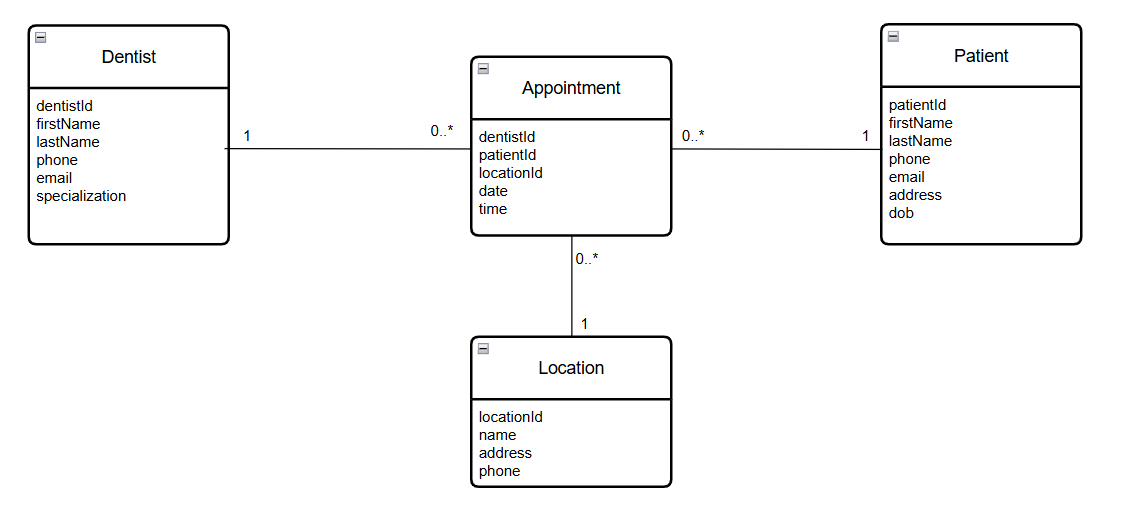 Dentist
dentistId
firstName
lastName
phone
email
specialization
1
0..*
Appointment
dentistId
patientId
locationId
date
time
0..*
1
Patient
patientId
firstName
lastName
phone
email
address
dob
0..*
1
Location
locationId
name
address
phone